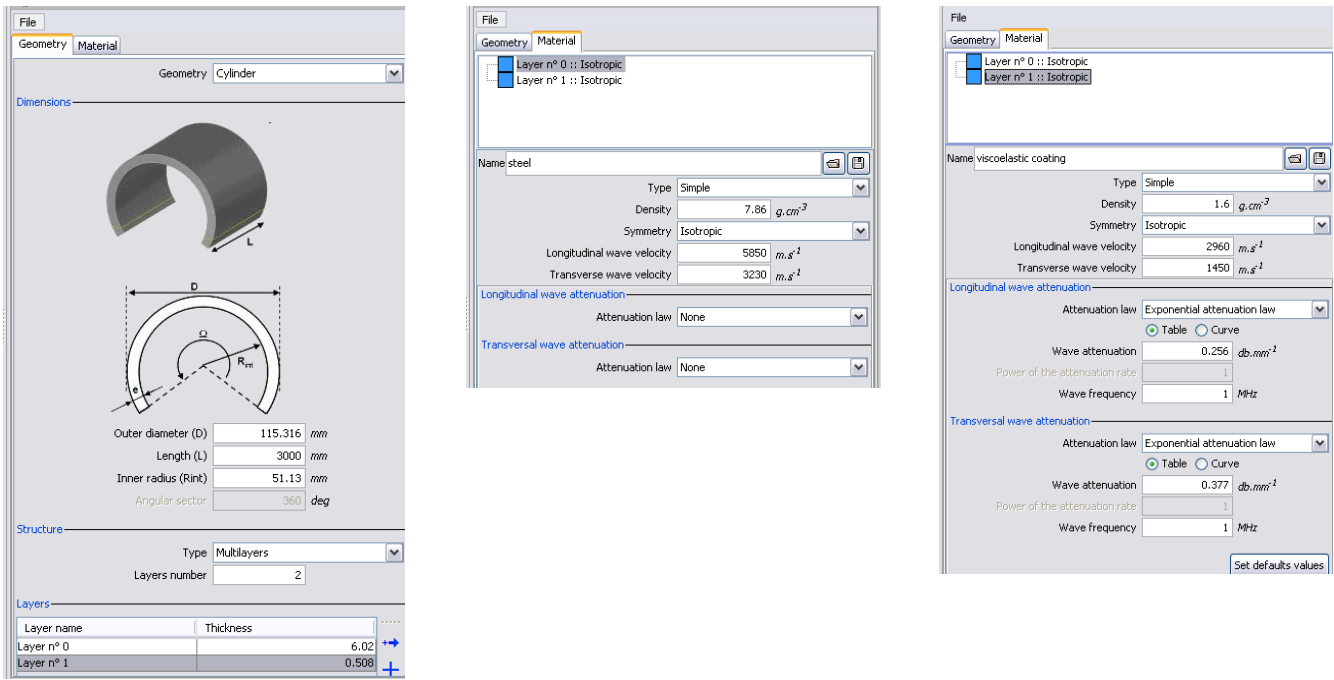 File
Geometry Material
Geometry Cylinder
Dimensions
L
D
Ω
R int
e
Outer diameter (D) 115.316 mm
Length (L) 3000 mm
Inner radius (Rint) 51.13 mm
Angular sector 360 deg
Structure
Type Multilayers
Layers number 2
Layers
Layer name Thickness
Layer n° 0 6.02
Layer n° 1 0.508
File
Geometry Material
Layer n° 0 :: Isotropic
Layer n° 1 :: Isotropic
Name steel
Type Simple
Density 7.86 g.cm⁻³
Symmetry Isotropic
Longitudinal wave velocity 5850 m.s⁻¹
Transverse wave velocity 3230 m.s⁻¹
Longitudinal wave attenuation
Attenuation law None
Transversal wave attenuation
Attenuation law None
File
Geometry Material
Layer n° 0 :: Isotropic
Layer n° 1 :: Isotropic
Name viscoelastic coating
Type Simple
Density 1.6 g.cm⁻³
Symmetry Isotropic
Longitudinal wave velocity 2960 m.s⁻¹
Transverse wave velocity 1450 m.s⁻¹
Longitudinal wave attenuation
Attenuation law Exponential attenuation law
Table Curve
Wave attenuation 0.256 db.mm⁻¹
Power of the attenuation rate 1
Wave frequency 1 MHz
Transversal wave attenuation
Attenuation law Exponential attenuation law
Table Curve
Wave attenuation 0.377 db.mm⁻¹
Power of the attenuation rate 1
Wave frequency 1 MHz
Set defaults values